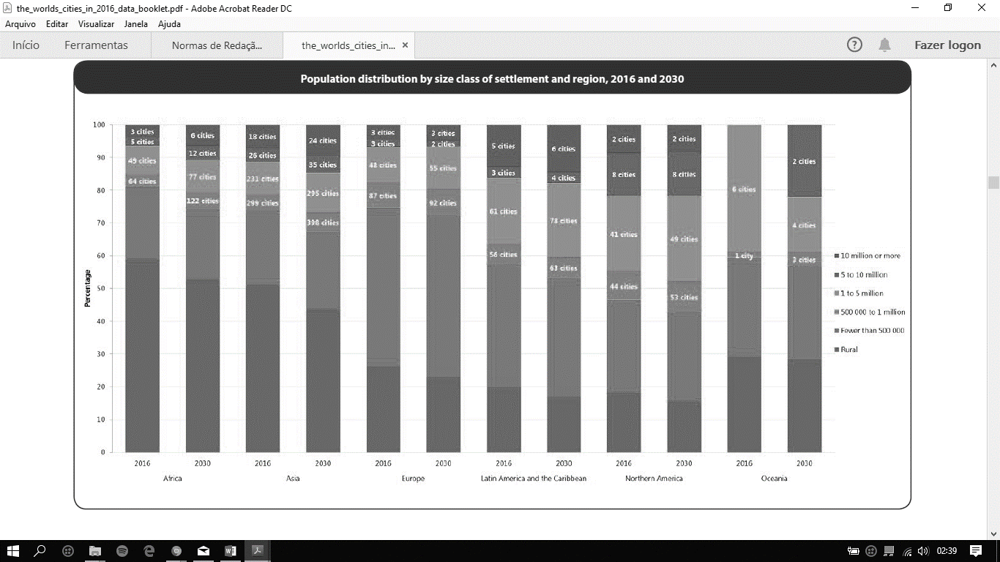 the_worlds_cities_in_2016_data_booklet.pdf - Adobe Acrobat Reader DC
Arquivo Editar Visualizar Janela Ajuda
Início Ferramentas Normas de Redaçã... the_worlds_cities_in... × ? Fazer logon
Population distribution by size class of settlement and region, 2016 and 2030
Percentage
100
90
80
70
60
50
40
30
20
10
0
3 cities
5 cities
49 cities
64 cities
6 cities
12 cities
77 cities
122 cities
18 cities
26 cities
231 cities
299 cities
24 cities
35 cities
295 cities
398 cities
3 cities
3 cities
48 cities
87 cities
3 cities
2 cities
55 cities
92 cities
5 cities
3 cities
61 cities
56 cities
6 cities
4 cities
78 cities
63 cities
2 cities
8 cities
41 cities
44 cities
2 cities
8 cities
49 cities
53 cities
6 cities
1 city
2 cities
4 cities
3 cities
10 million or more
5 to 10 million
1 to 5 million
500 000 to 1 million
Fewer than 500 000
Rural
2016 2030 2016 2030 2016 2030 2016 2030 2016 2030 2016 2030
Africa Asia Europe Latin America and the Caribbean Northern America Oceania
02:39